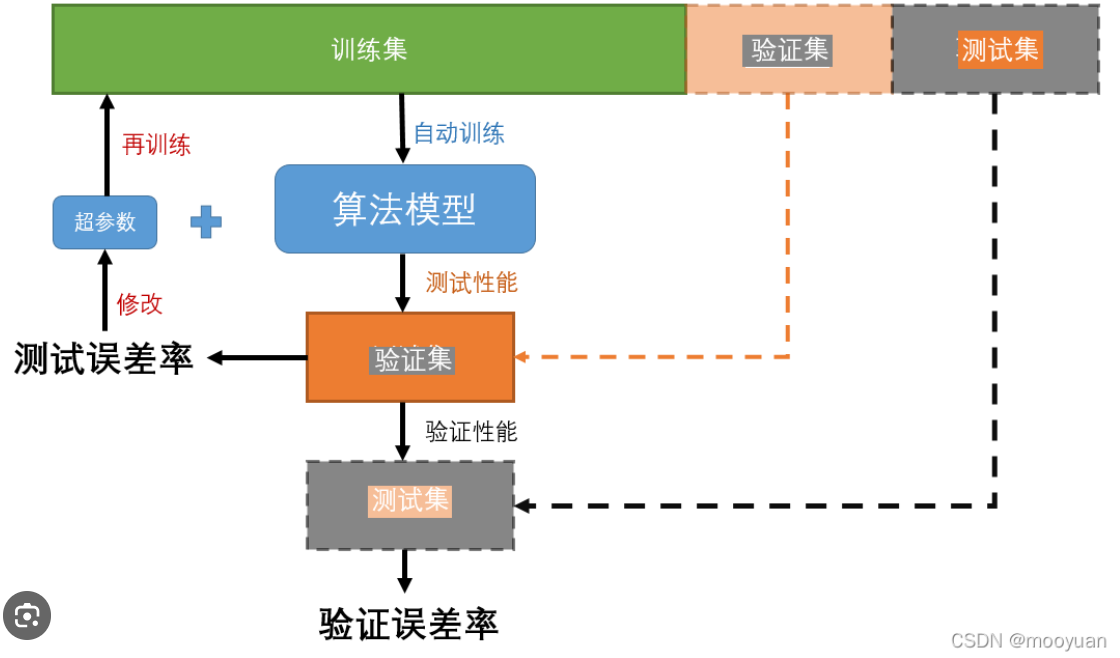 训练集
验证集
测试集
再训练
自动训练
超参数
算法模型
修改
测试性能
测试误差率
验证集
验证性能
测试集
验证误差率
CSDN @mooyuan